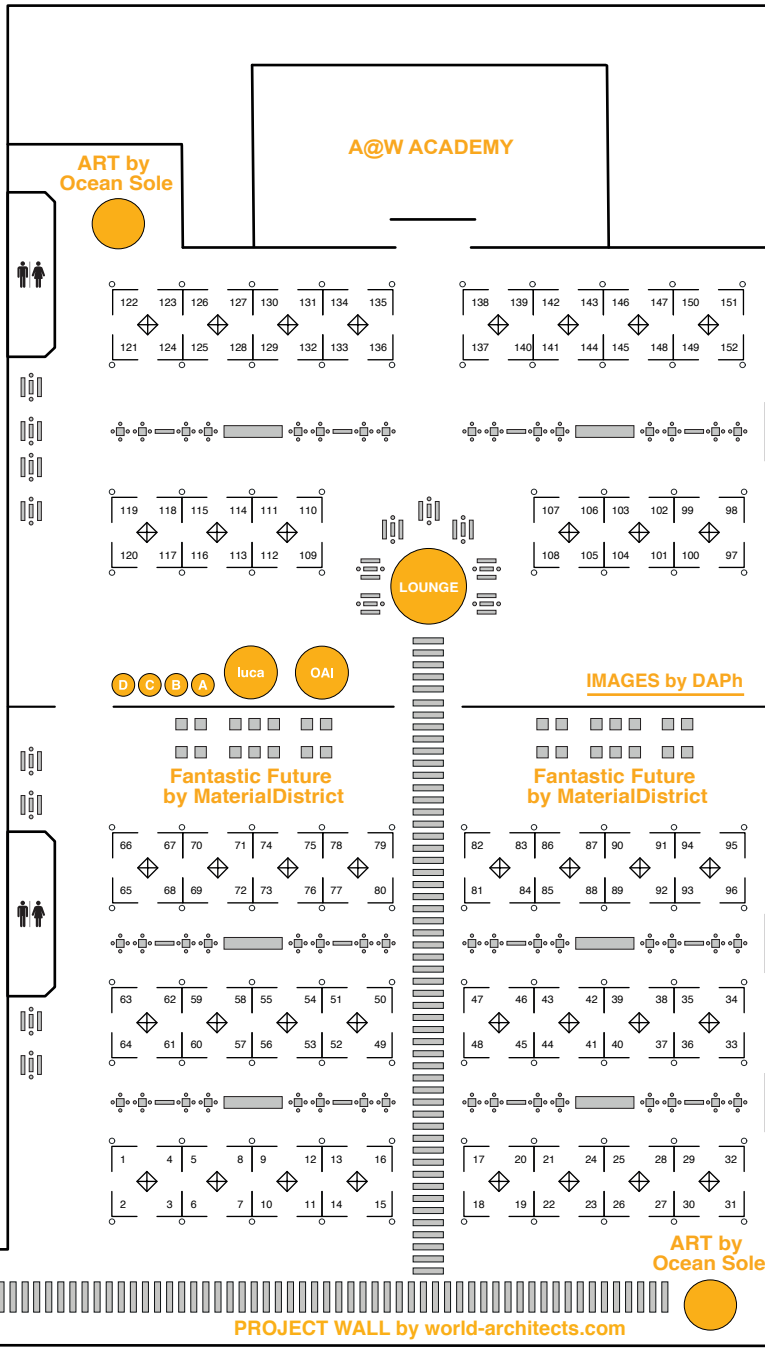 A@W ACADEMY
ART by
Ocean Sole
122 123 126 127 130 131 134 135
138 139 142 143 146 147 150 151
121 124 125 128 129 132 133 136
137 140 141 144 145 148 149 152
119 118 115 114 111 110
107 106 103 102 99 98
120 117 116 113 112 109
108 105 104 101 100 97
LOUNGE
D C B A luca OAI
IMAGES by DAPh
Fantastic Future
by MaterialDistrict
Fantastic Future
by MaterialDistrict
66 67 70 71 74 75 78 79
82 83 86 87 90 91 94 95
65 68 69 72 73 76 77 80
81 84 85 88 89 92 93 96
63 62 59 58 55 54 51 50
47 46 43 42 39 38 35 34
64 61 60 57 56 53 52 49
48 45 44 41 40 37 36 33
1 4 5 8 9 12 13 16
17 20 21 24 25 28 29 32
2 3 6 7 10 11 14 15
18 19 22 23 26 27 30 31
ART by
Ocean Sole
PROJECT WALL by world-architects.com